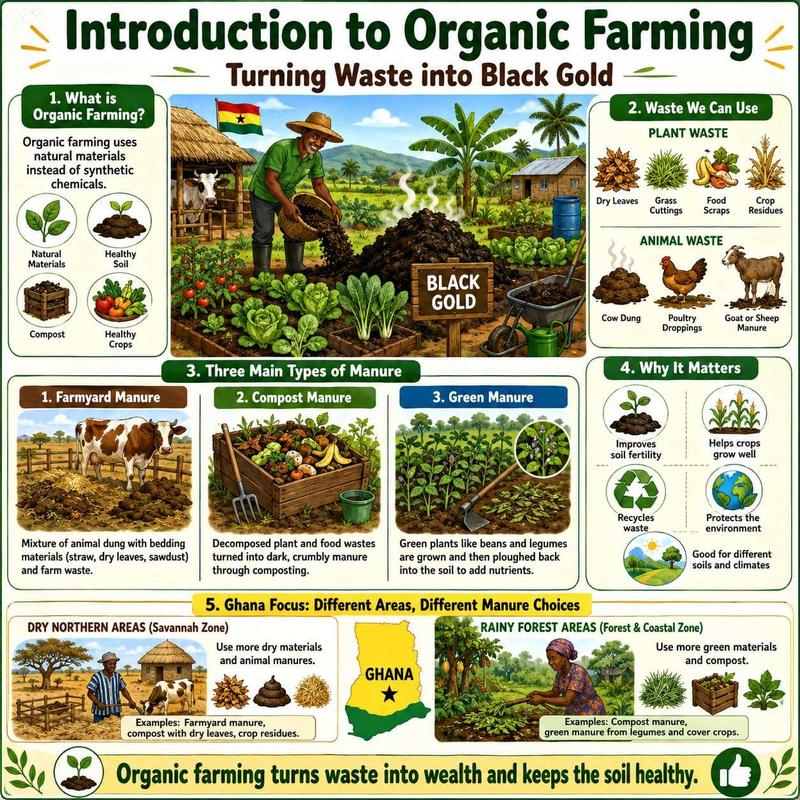 Introduction to Organic Farming
Turning Waste into Black Gold
1. What is
Organic Farming?
Organic farming uses
natural materials
instead of synthetic
chemicals.
Natural
Materials
Healthy
Soil
Compost
Healthy
Crops
BLACK
GOLD
2. Waste We Can Use
PLANT WASTE
Dry Leaves
Grass
Cuttings
Food
Scraps
Crop
Residues
ANIMAL WASTE
Cow Dung
Poultry
Droppings
Goat or Sheep
Manure
3. Three Main Types of Manure
1. Farmyard Manure
Mixture of animal dung with bedding
materials (straw, dry leaves, sawdust)
and farm waste.
2. Compost Manure
Decomposed plant and food wastes
turned into dark, crumbly manure
through composting.
3. Green Manure
Green plants like beans and legumes
are grown and then ploughed back
into the soil to add nutrients.
4. Why It Matters
Improves
soil fertility
Helps crops
grow well
Recycles
waste
Protects the
environment
Good for different
soils and climates
5. Ghana Focus: Different Areas, Different Manure Choices
DRY NORTHERN AREAS (Savannah Zone)
Use more dry materials
and animal manures.
Examples: Farmyard manure,
compost with dry leaves, crop residues.
GHANA
RAINY FOREST AREAS (Forest & Coastal Zone)
Use more green materials
and compost.
Examples: Compost manure,
green manure from legumes and cover crops.
Organic farming turns waste into wealth and keeps the soil healthy.